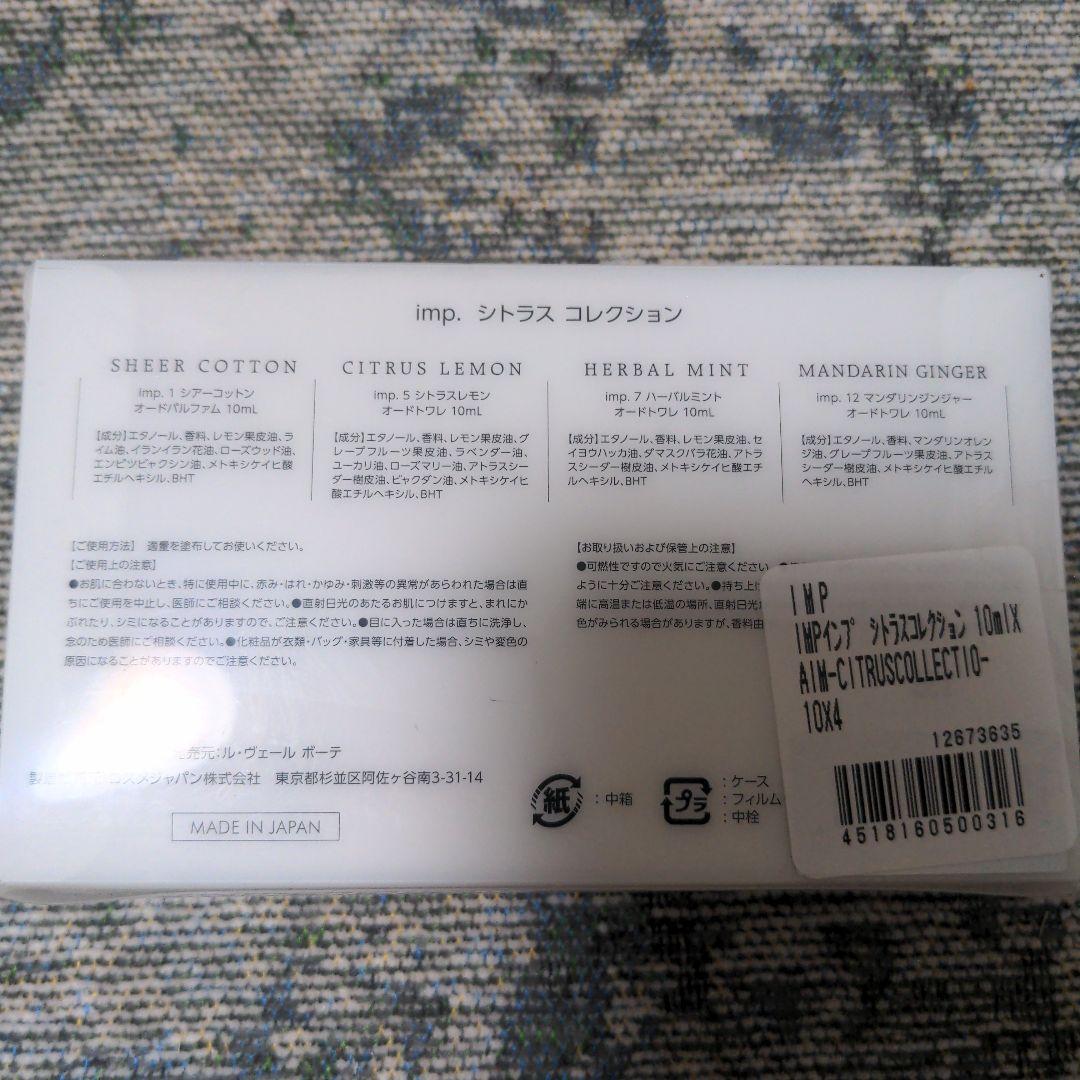 imp. シトラス コレクション
SHEER COTTON
imp. 1 シアーコットン
オードパルファム 10mL
【成分】エタノール、香料、レモン果皮油、ラ
イム油、イランイラン花油、ローズウッド油、
エンピツビャクシン油、メトキシケイヒ酸
エチルヘキシル、BHT
CITRUS LEMON
imp. 5 シトラスレモン
オードトワレ 10mL
【成分】エタノール、香料、レモン果皮油、グ
レープフルーツ果皮油、ラベンダー油、
ユーカリ油、ローズマリー油、アトラスシー
ダー樹皮油、ビャクダン油、メトキシケイヒ
酸エチルヘキシル、BHT
HERBAL MINT
imp. 7 ハーバルミント
オードトワレ 10mL
【成分】エタノール、香料、レモン果皮油、セ
イヨウハッカ油、ダマスクバラ花油、アトラ
スシーダー樹皮油、メトキシケイヒ酸エチ
ルヘキシル、BHT
MANDARIN GINGER
imp. 12 マンダリンジンジャー
オードトワレ 10mL
【成分】エタノール、香料、マンダリンオレン
ジ油、グレープフルーツ果皮油、アトラス
シーダー樹皮油、メトキシケイヒ酸エチル
ヘキシル、BHT
【ご使用方法】 適量を塗布してお使いください。
【ご使用上の注意】
●お肌に合わないとき、特に使用中に、赤み・はれ・かゆみ・刺激等の異常があらわれた場合は直
ちにご使用を中止し、医師にご相談ください。●直射日光のあたるお肌につけますと、まれにか
ぶれたり、シミになることがありますので、ご注意ください。●目に入った場合は直ちに洗浄し、
念のため医師にご相談ください。●化粧品が衣類・バッグ・家具等に付着した場合、シミや変色の
原因になることがありますのでご注意ください。
【お取り扱いおよび保管上の注意】
●可燃性ですので火気にご注意ください
ように十分ご注意ください。●持ち上げ
端に高温または低温の場所、直射日光
色がみられる場合がありますが、香料由
発売元：ル・ヴェール ボーテ
コスメジャパン株式会社 東京都杉並区阿佐ヶ谷南3-31-14
MADE IN JAPAN
紙 ：中箱
プラ ：ケース
：フィルム
：中栓
IMP
IMPインプ シトラスコレクション 10mlX
AIM-CITRUSCOLLECTIO-
10X4
12673635
4518160500316